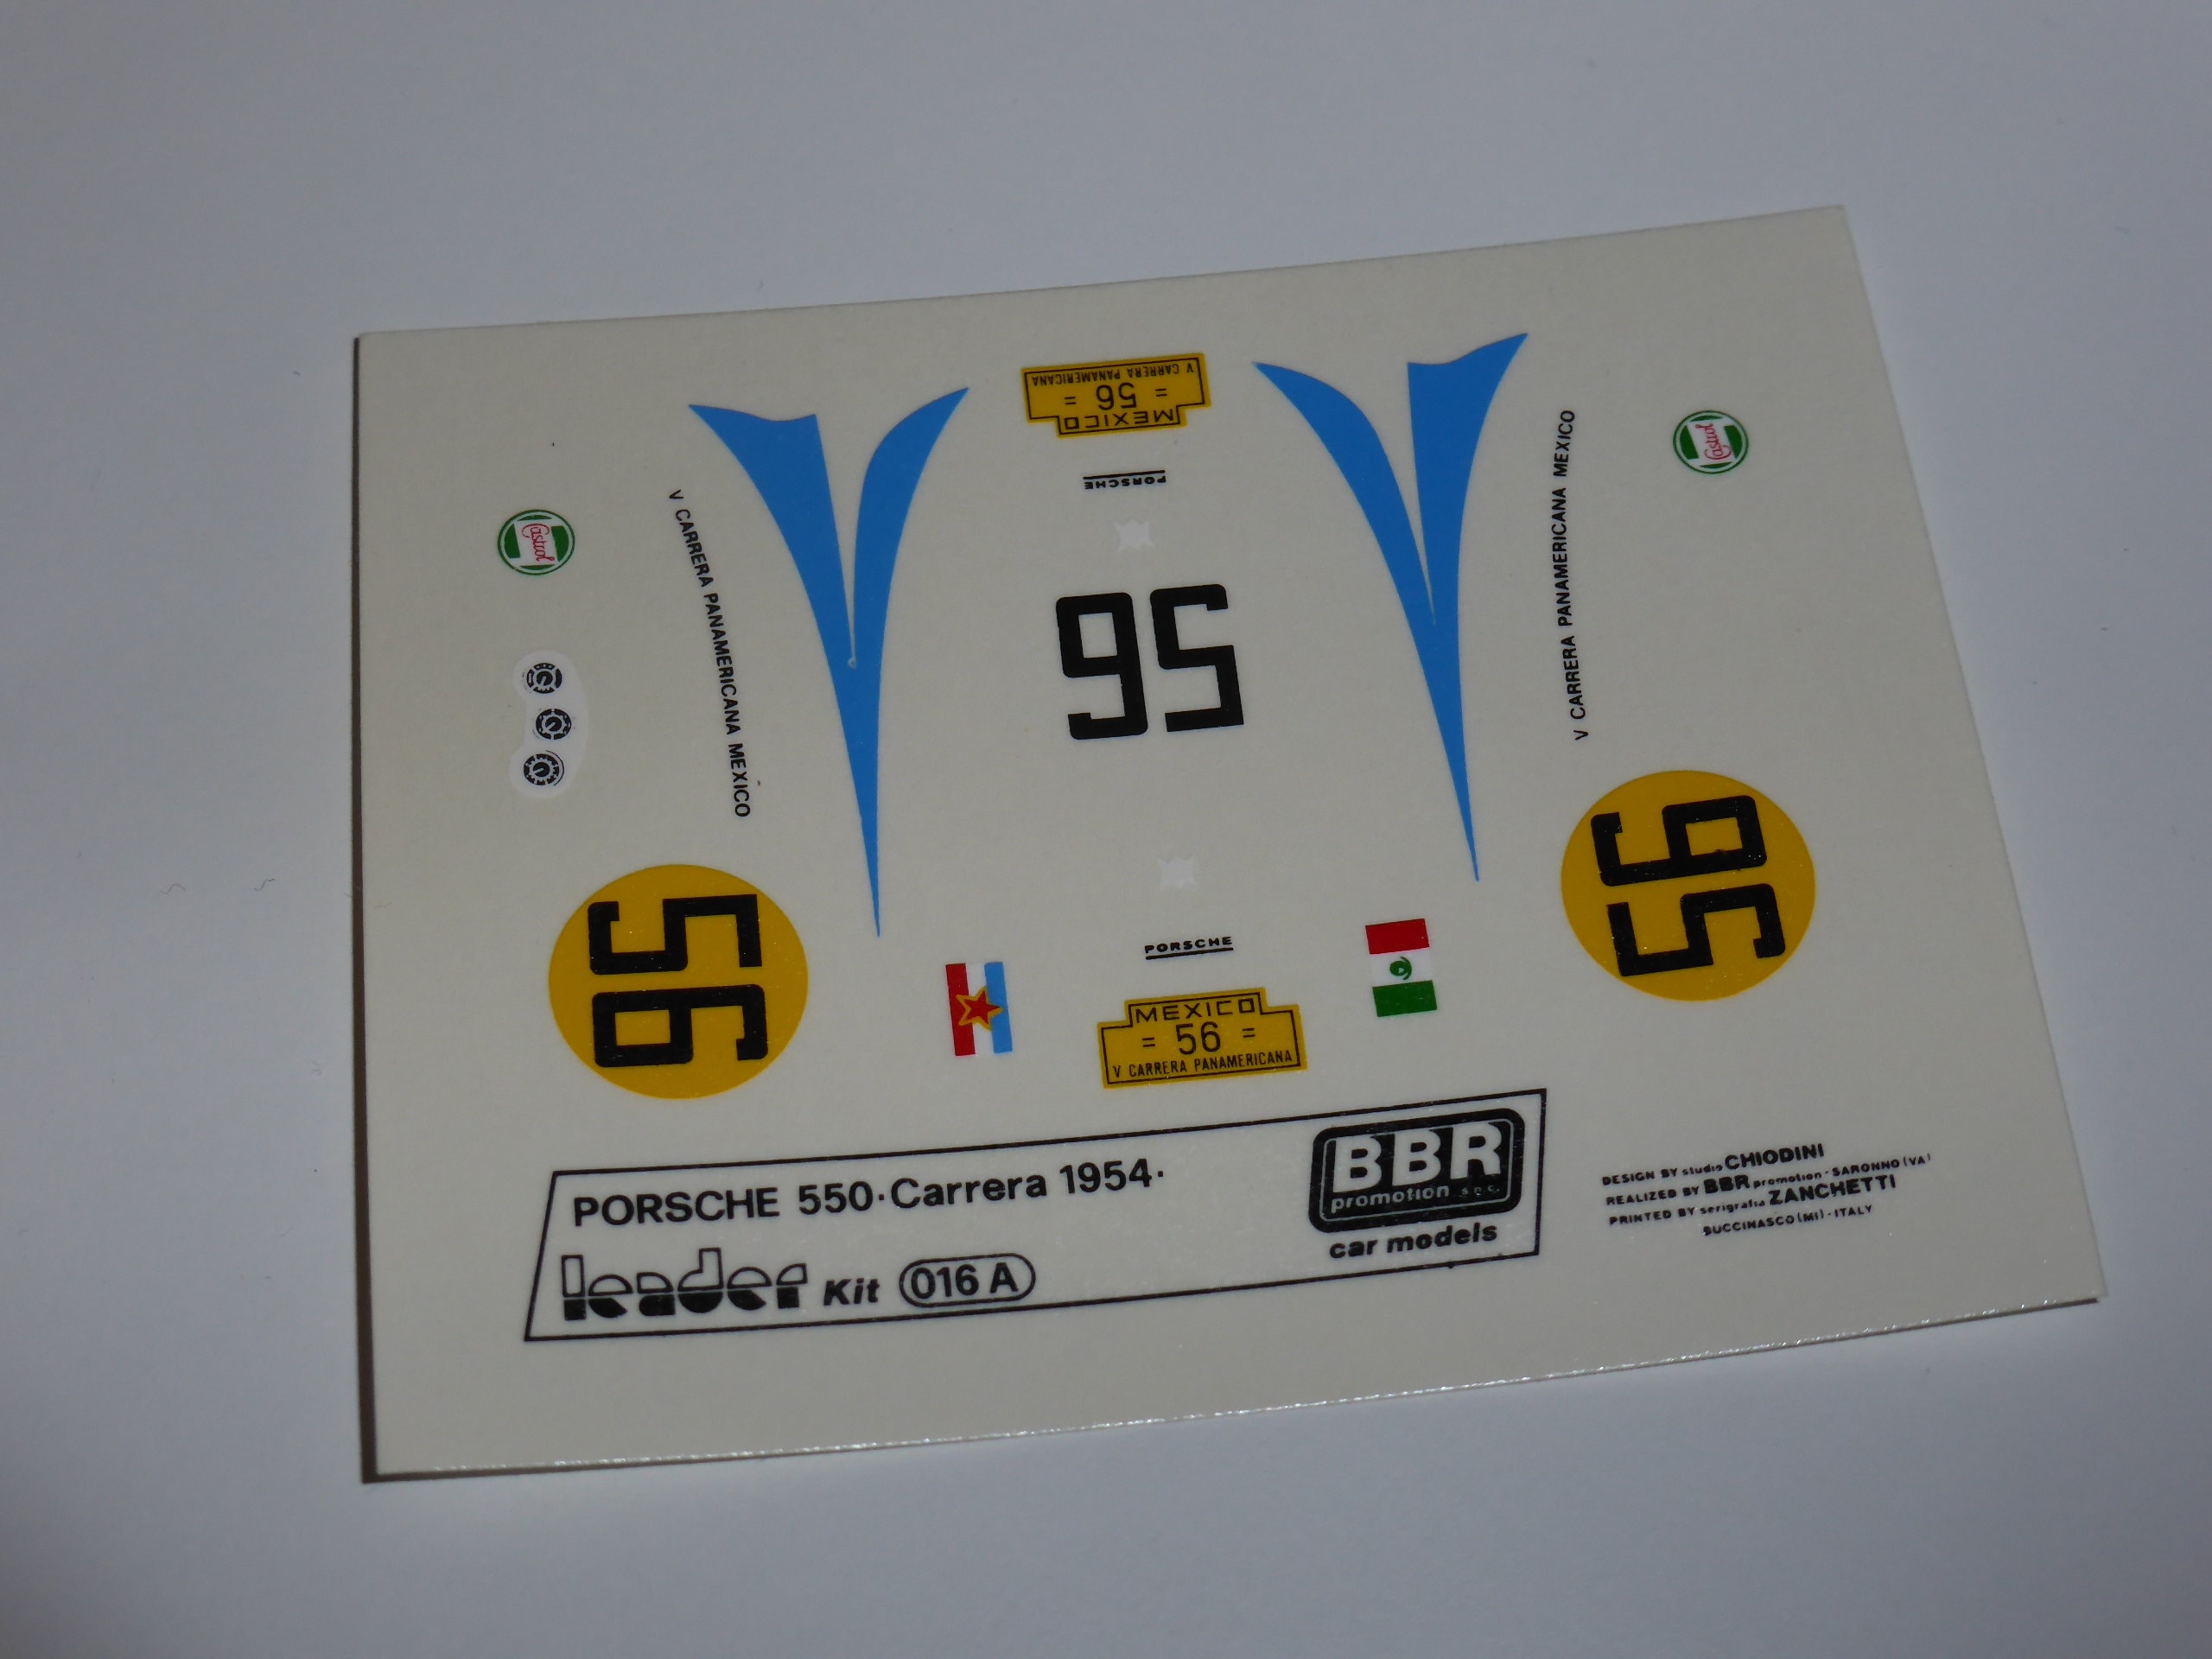 V CARRERA PANAMERICANA
= 56 =
MEXICO
PORSCHE
Castrol
Castrol
V CARRERA PANAMERICANA MEXICO
V CARRERA PANAMERICANA MEXICO
56
56
56
PORSCHE
MEXICO
= 56 =
V CARRERA PANAMERICANA
PORSCHE 550·Carrera 1954·
leader Kit 016 A
BBR
promotion s.n.c.
car models
DESIGN BY studio CHIODINI
REALIZED BY BBR promotion - SARONNO (VA)
PRINTED BY serigrafia ZANCHETTI
BUCCINASCO (MI) - ITALY